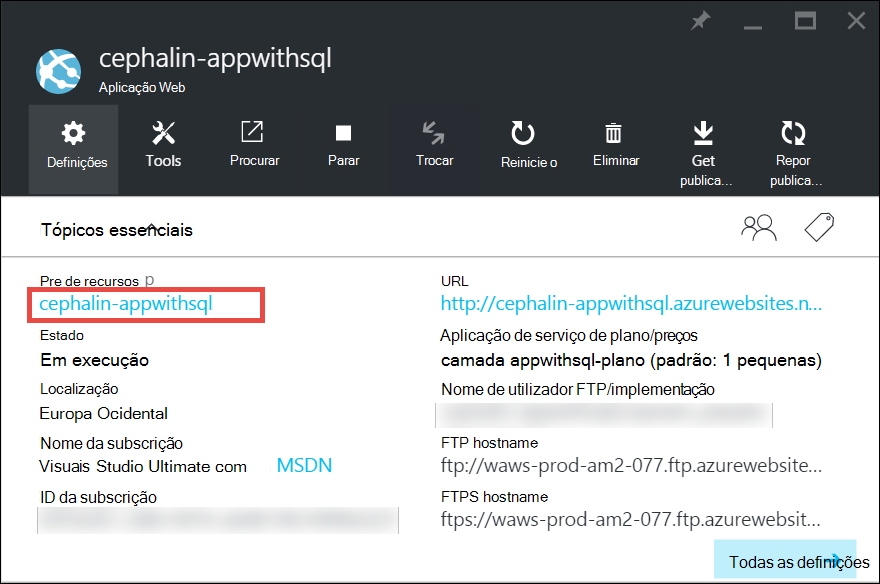 cephalin-appwithsql
Aplicação Web
Definições
Tools
Procurar
Parar
Trocar
Reinicie o
Eliminar
Get
publica...
Repor
publica...
Tópicos essenciais
Pre de recursos p
cephalin-appwithsql
Estado
Em execução
Localização
Europa Ocidental
Nome da subscrição
Visuais Studio Ultimate com MSDN
ID da subscrição
URL
http://cephalin-appwithsql.azurewebsites.n...
Aplicação de serviço de plano/preços
camada appwithsql-plano (padrão: 1 pequenas)
Nome de utilizador FTP/implementação
FTP hostname
ftp://waws-prod-am2-077.ftp.azurewebsite...
FTPS hostname
ftps://waws-prod-am2-077.ftp.azurewebsit...
Todas as definições